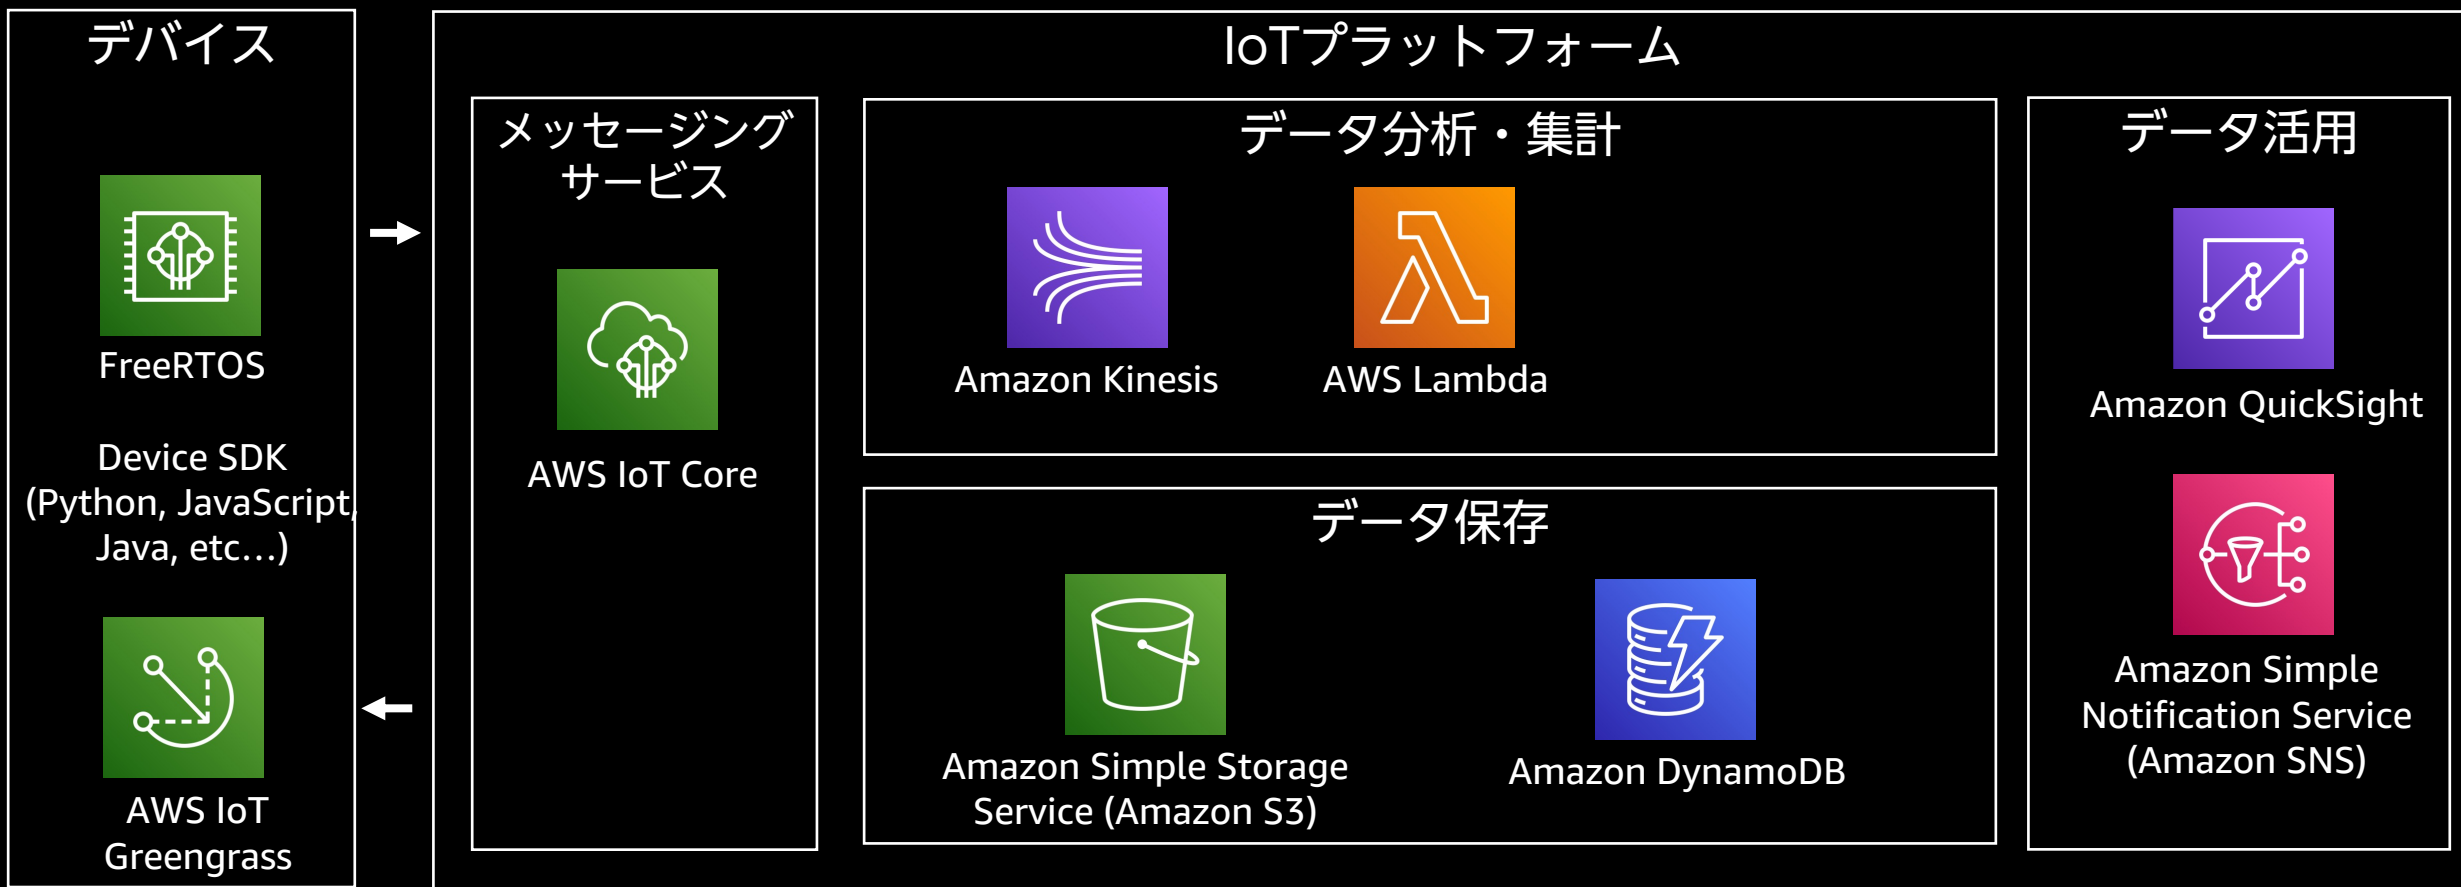 デバイス
FreeRTOS
Device SDK
(Python, JavaScript,
Java, etc...)
AWS IoT
Greengrass
IoTプラットフォーム
メッセージング
サービス
AWS IoT Core
データ分析・集計
Amazon Kinesis
AWS Lambda
データ保存
Amazon Simple Storage
Service (Amazon S3)
Amazon DynamoDB
データ活用
Amazon QuickSight
Amazon Simple
Notification Service
(Amazon SNS)